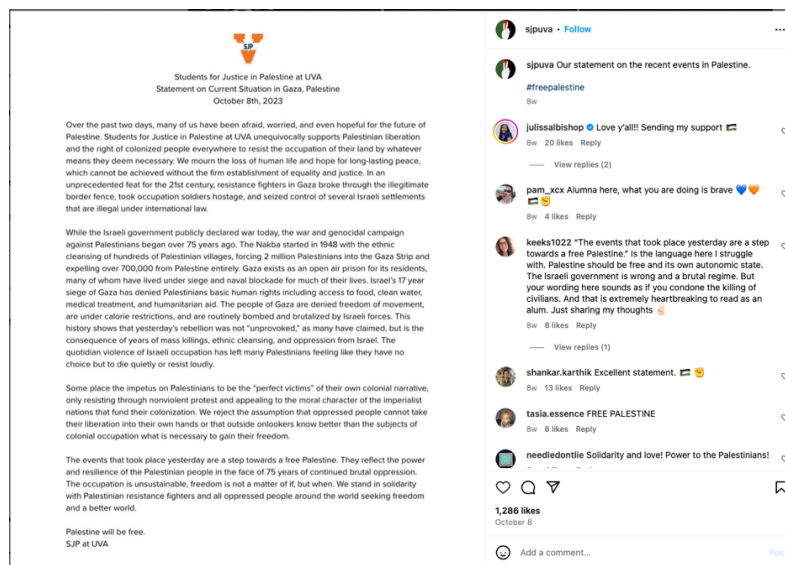 SJP
Students for Justice in Palestine at UVA
Statement on Current Situation in Gaza, Palestine
October 8th, 2023
Over the past two days, many of us have been afraid, worried, and even hopeful for the future of
Palestine. Students for Justice in Palestine at UVA unequivocally supports Palestinian liberation
and the right of colonized people everywhere to resist the occupation of their land by whatever
means they deem necessary. We mourn the loss of human life and hope for long-lasting peace,
which cannot be achieved without the firm establishment of equality and justice. In an
unprecedented feat for the 21st century, resistance fighters in Gaza broke through the illegitimate
border fence, took occupation soldiers hostage, and seized control of several Israeli settlements
that are illegal under international law.
While the Israeli government publicly declared war today, the war and genocidal campaign
against Palestinians began over 75 years ago. The Nakba started in 1948 with the ethnic
cleansing of hundreds of Palestinian villages, forcing 2 million Palestinians into the Gaza Strip and
expelling over 700,000 from Palestine entirely. Gaza exists as an open air prison for its residents,
many of whom have lived under siege and naval blockade for much of their lives. Israel's 17 year
siege of Gaza has denied Palestinians basic human rights including access to food, clean water,
medical treatment, and humanitarian aid. The people of Gaza are denied freedom of movement,
are under calorie restrictions, and are routinely bombed and brutalized by Israeli forces. This
history shows that yesterday's rebellion was not "unprovoked," as many have claimed, but is the
consequence of years of mass killings, ethnic cleansing, and oppression from Israel. The
quotidian violence of Israeli occupation has left many Palestinians feeling like they have no
choice but to die quietly or resist loudly.
Some place the impetus on Palestinians to be the "perfect victims" of their own colonial narrative,
only resisting through nonviolent protest and appealing to the moral character of the imperialist
nations that fund their colonization. We reject the assumption that oppressed people cannot take
their liberation into their own hands or that outside onlookers know better than the subjects of
colonial occupation what is necessary to gain their freedom.
The events that took place yesterday are a step towards a free Palestine. They reflect the power
and resilience of the Palestinian people in the face of 75 years of continued brutal oppression.
The occupation is unsustainable, freedom is not a matter of if, but when. We stand in solidarity
with Palestinian resistance fighters and all oppressed people around the world seeking freedom
and a better world.
Palestine will be free.
SJP at UVA
sjpuva • Follow
sjpuva Our statement on the recent events in Palestine.
#freepalestine
8w
julissalbishop Love y'all!! Sending my support 🇵🇸
8w 20 likes Reply
View replies (2)
pam_xcx Alumna here, what you are doing is brave 💙🧡
🇵🇸✊
8w 4 likes Reply
keeks1022 "The events that took place yesterday are a step
towards a free Palestine." Is the language here I struggle
with. Palestine should be free and its own autonomic state.
The Israeli government is wrong and a brutal regime. But
your wording here sounds as if you condone the killing of
civilians. And that is extremely heartbreaking to read as an
alum. Just sharing my thoughts ✌🏻
8w 8 likes Reply
View replies (1)
shankar.karthik Excellent statement. 🇵🇸 ✊
8w 13 likes Reply
tasia.essence FREE PALESTINE
8w 6 likes Reply
needledontlie Solidarity and love! Power to the Palestinians!
1,286 likes
October 8
Add a comment...
Post